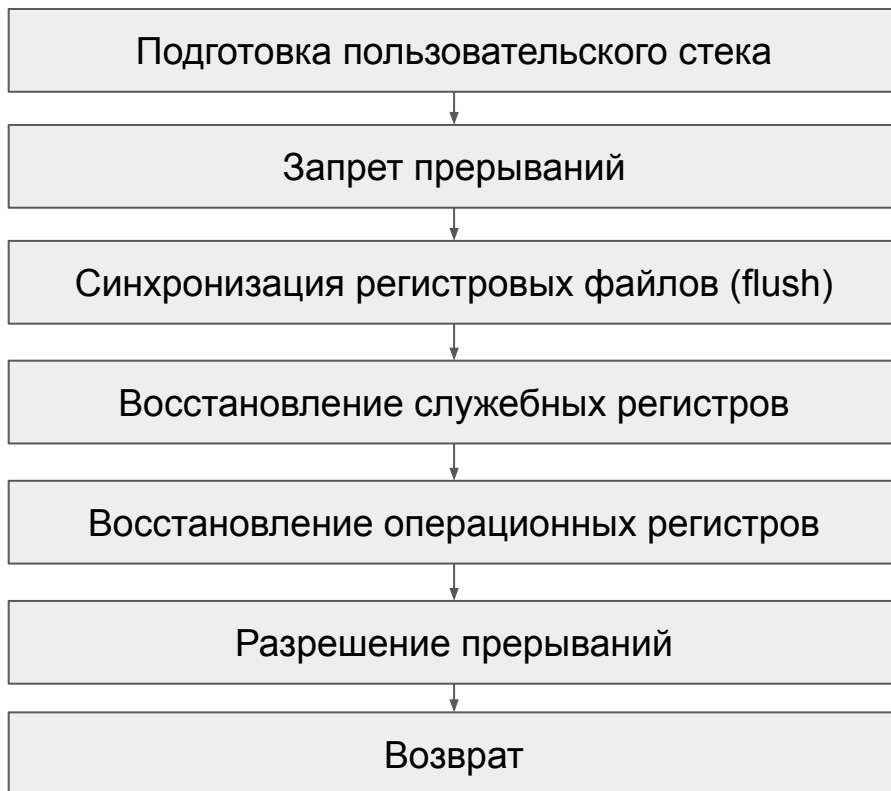 Подготовка пользовательского стека
Запрет прерываний
Синхронизация регистровых файлов (flush)
Восстановление служебных регистров
Восстановление операционных регистров
Разрешение прерываний
Возврат